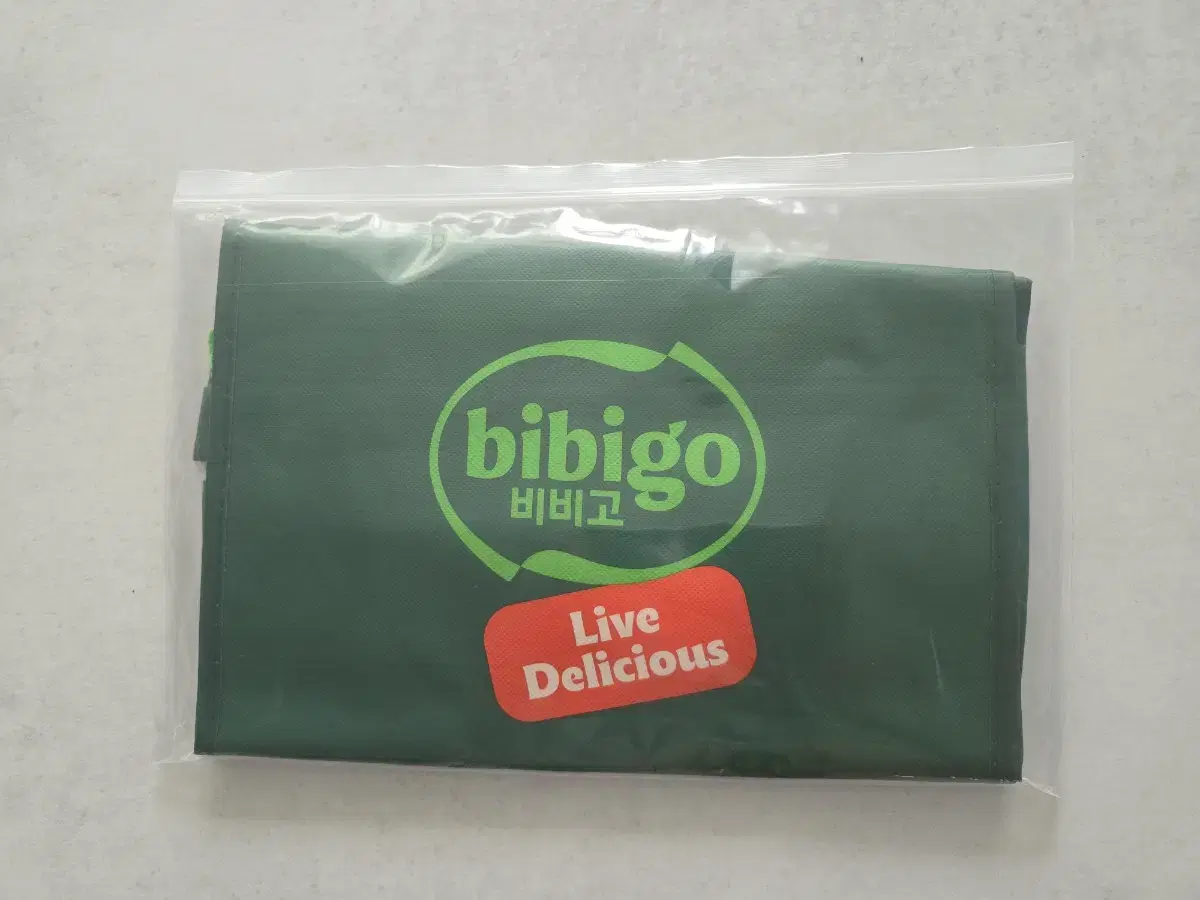 bibigo
비비고
Live
Delicious